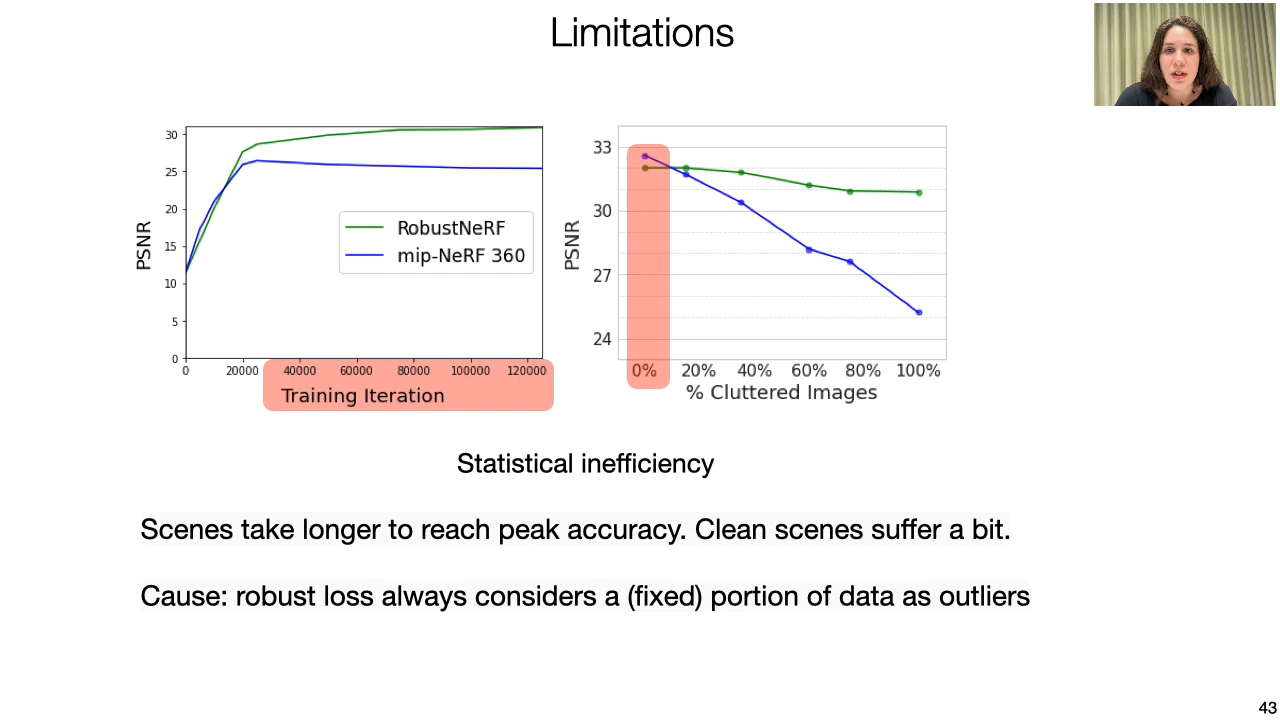 Limitations
PSNR
30
25
20
15
10
5
0
0 20000 40000 60000 80000 100000 120000
Training Iteration
RobustNeRF
mip-NeRF 360
PSNR
33
30
27
24
0% 20% 40% 60% 80% 100%
% Cluttered Images
Statistical inefficiency
Scenes take longer to reach peak accuracy. Clean scenes suffer a bit.
Cause: robust loss always considers a (fixed) portion of data as outliers
43